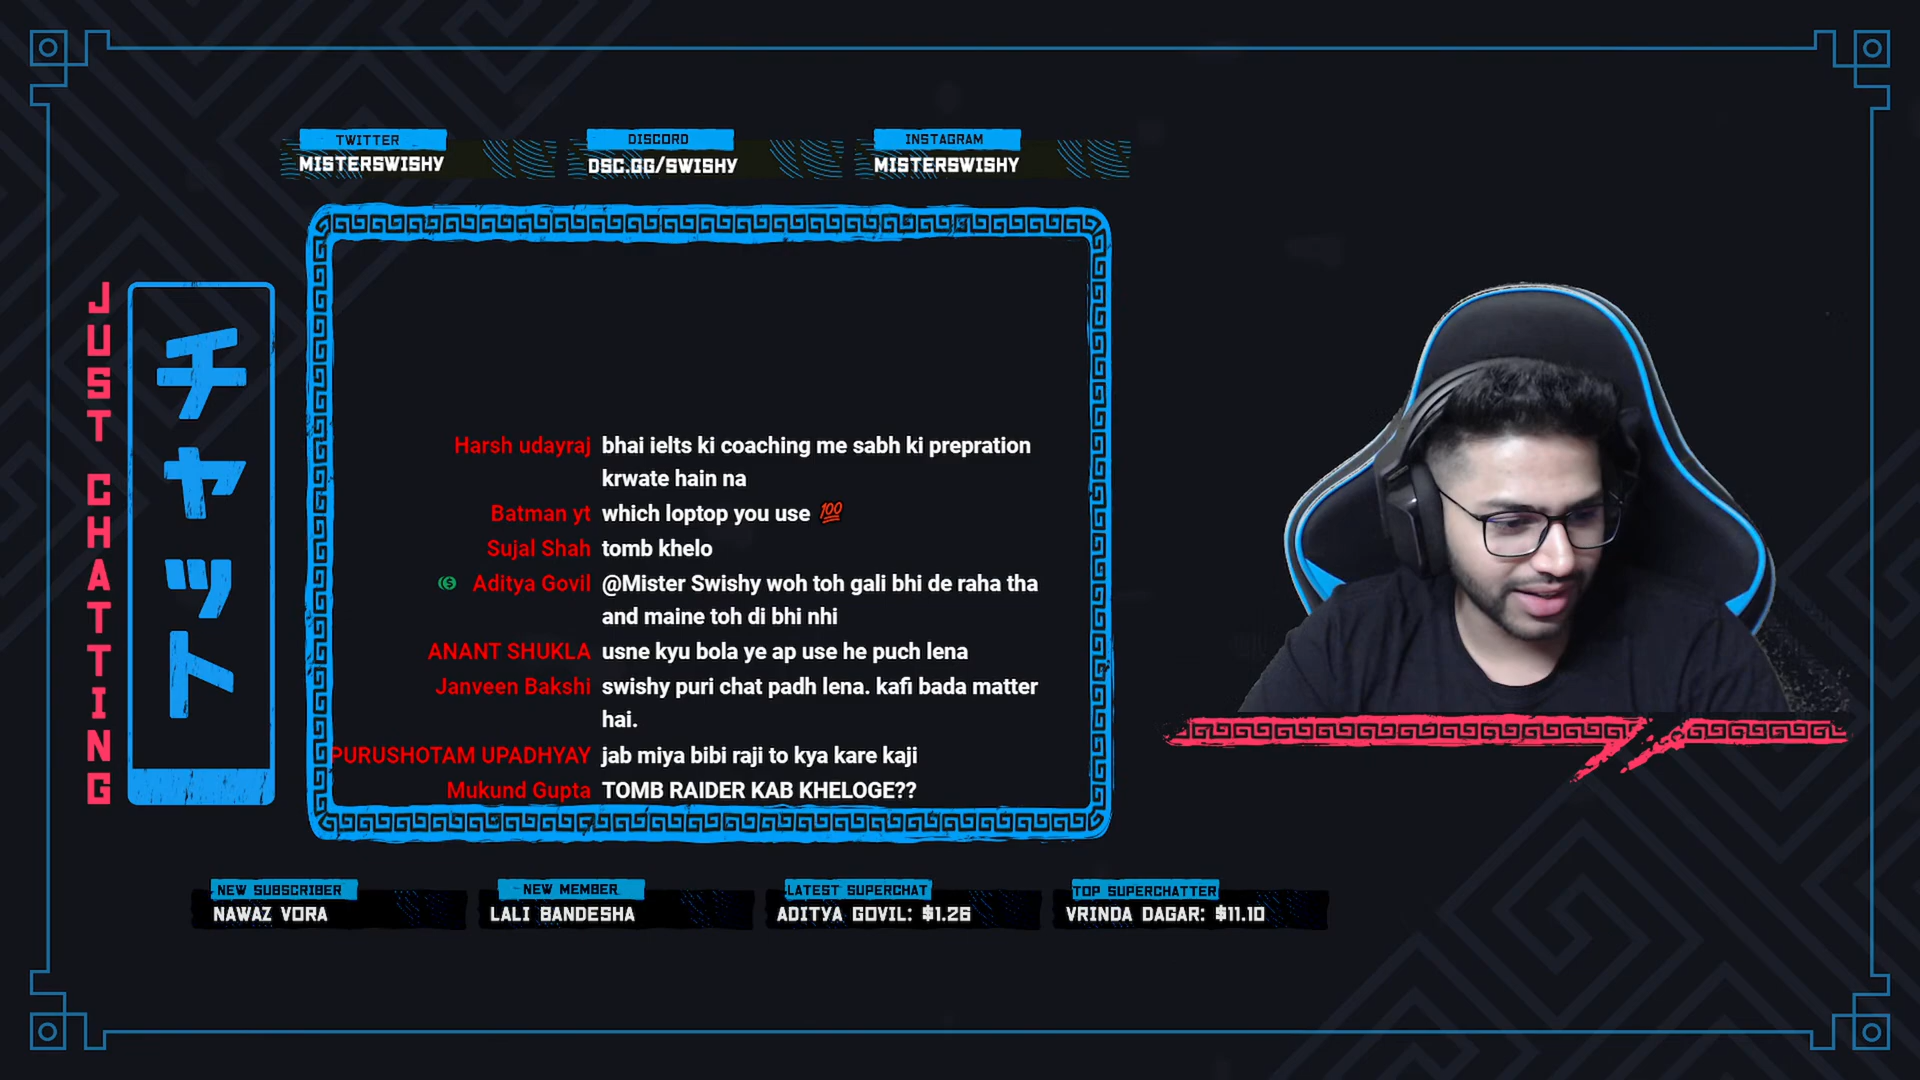 TWITTER
MISTERSWISHY
DISCORD
DSC.GG/SWISHY
INSTAGRAM
MISTERSWISHY
JUST CHATTING
チャット
Harsh udayraj bhai ielts ki coaching me sabh ki prepration
krwate hain na
Batman yt which loptop you use 💯
Sujal Shah tomb khelo
Aditya Govil @Mister Swishy woh toh gali bhi de raha tha
and maine toh di bhi nhi
ANANT SHUKLA usne kyu bola ye ap use he puch lena
Janveen Bakshi swishy puri chat padh lena. kafi bada matter
hai.
PURUSHOTAM UPADHYAY jab miya bibi raji to kya kare kaji
Mukund Gupta TOMB RAIDER KAB KHELOGE??
NEW SUBSCRIBER
NAWAZ VORA
NEW MEMBER
LALI BANDESHA
LATEST SUPERCHAT
ADITYA GOVIL: $1.26
TOP SUPERCHATTER
VRINDA DAGAR: $11.10